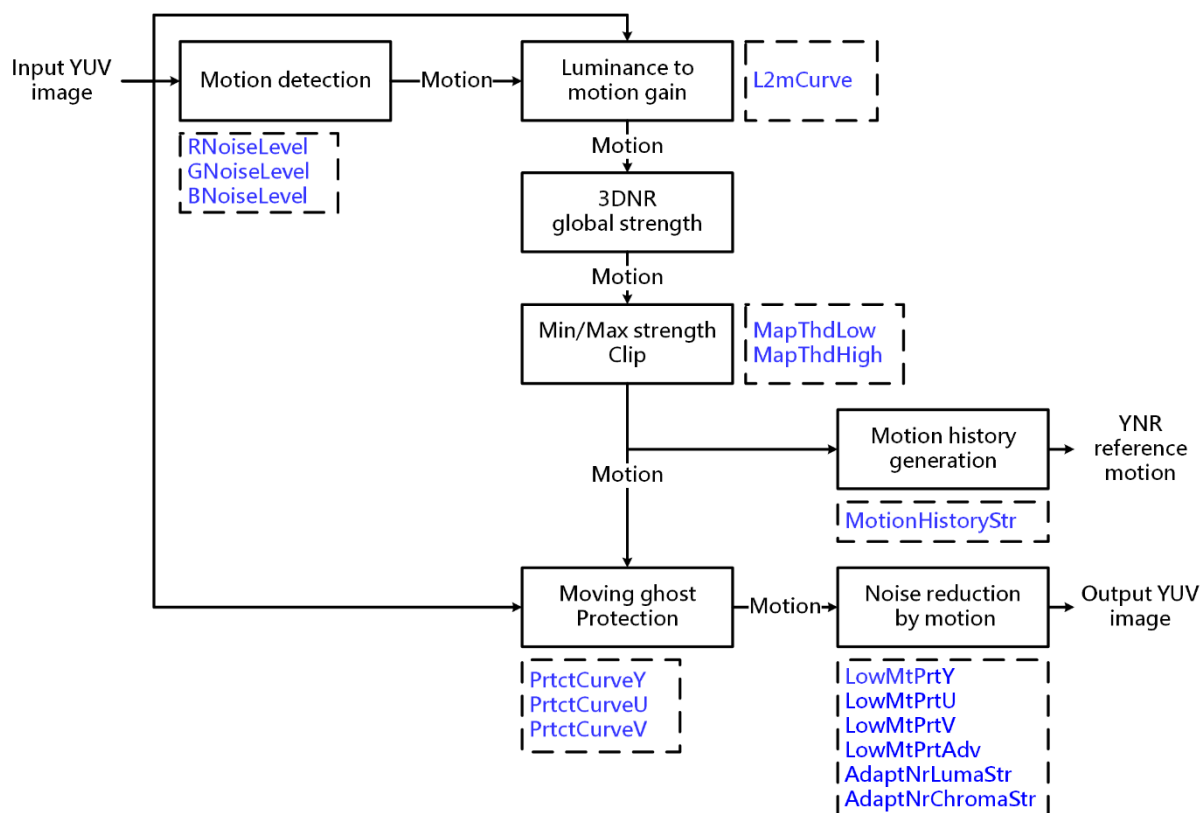 Input YUV
image
Motion detection
Motion
Luminance to
motion gain
L2mCurve
RNoiseLevel
GNoiseLevel
BNoiseLevel
Motion
3DNR
global strength
Motion
Min/Max strength
Clip
MapThdLow
MapThdHigh
Motion history
generation
YNR
reference
motion
Motion
MotionHistoryStr
Moving ghost
Protection
Motion
Noise reduction
by motion
Output YUV
image
PrtctCurveY
PrtctCurveU
PrtctCurveV
LowMtPrtY
LowMtPrtU
LowMtPrtV
LowMtPrtAdv
AdaptNrLumaStr
AdaptNrChromaStr